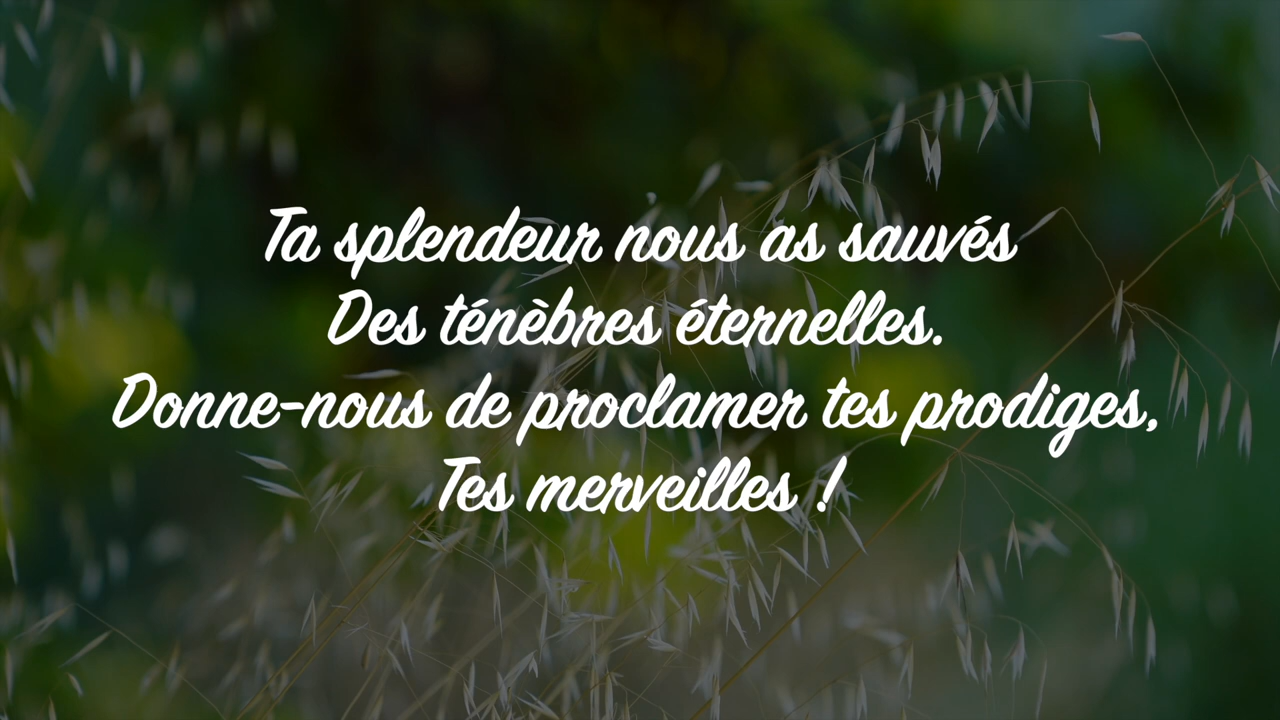 Ta splendeur nous as sauvés
Des ténèbres éternelles.
Donne-nous de proclamer tes prodiges,
Tes merveilles !